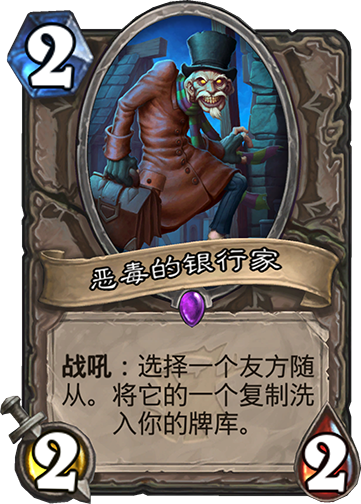 2
恶毒的银行家
战吼：选择一个友方随
从。将它的一个复制洗
入你的牌库。
2
2